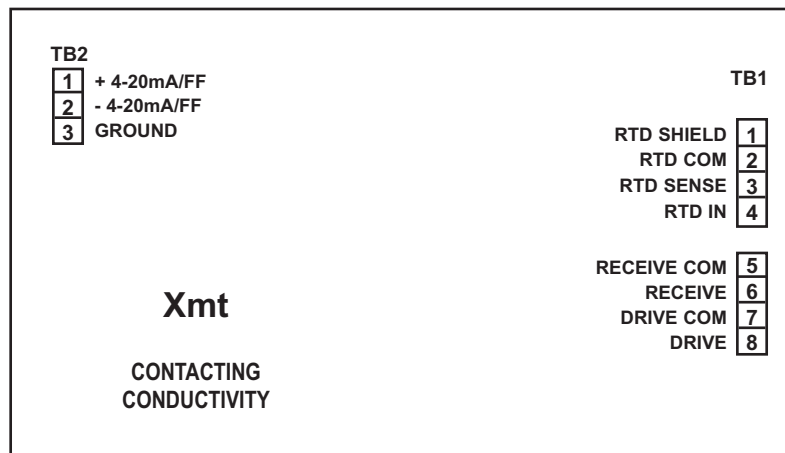 TB2
1 + 4-20mA/FF
2 - 4-20mA/FF
3 GROUND
TB1
RTD SHIELD 1
RTD COM 2
RTD SENSE 3
RTD IN 4
RECEIVE COM 5
RECEIVE 6
DRIVE COM 7
DRIVE 8
Xmt
CONTACTING
CONDUCTIVITY